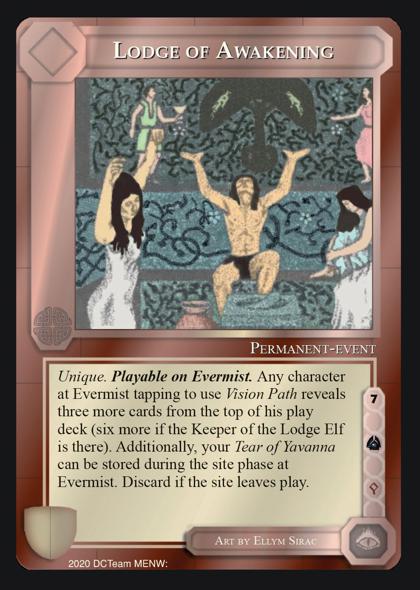 Lodge of Awakening
Permanent-event
Unique. Playable on Evermist. Any character
at Evermist tapping to use Vision Path reveals
three more cards from the top of his play
deck (six more if the Keeper of the Lodge Elf
is there). Additionally, your Tear of Yavanna
can be stored during the site phase at
Evermist. Discard if the site leaves play.
7
Art by Ellym Sirac
2020 DCTeam MENW: